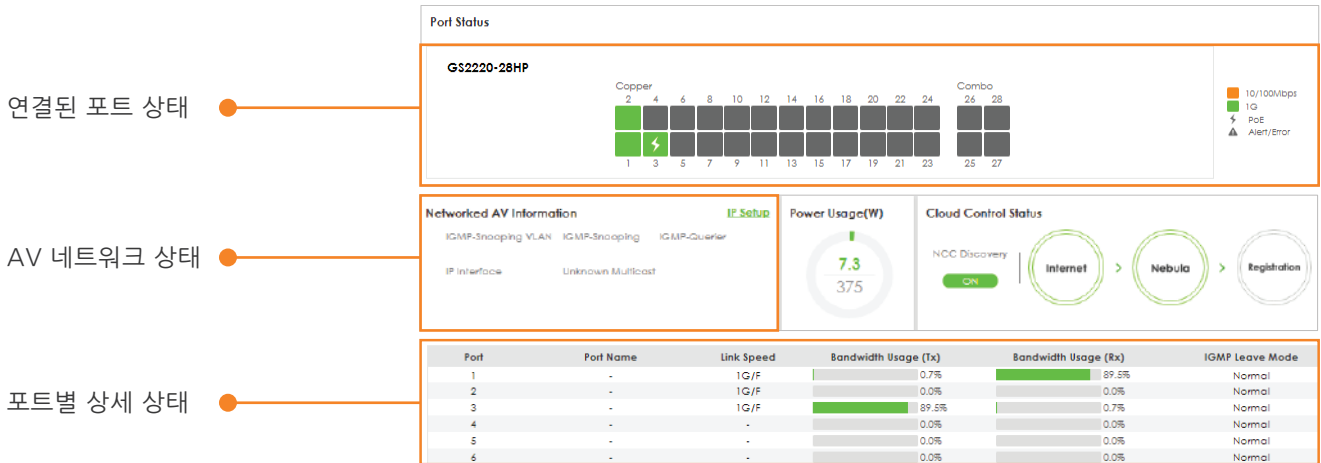 Port Status
연결된 포트 상태
GS2220-28HP
Copper
Combo
2 4 6 8 10 12 14 16 18 20 22 24 26 28
1 3 5 7 9 11 13 15 17 19 21 23 25 27
10/100Mbps
1G
PoE
Alert/Error
AV 네트워크 상태
Networked AV Information
IP Setup
IGMP-Snooping VLAN IGMP-Snooping IGMP-Querier
IP Interface Unknown Multicast
Power Usage(W)
7.3
375
Cloud Control Status
NCC Discovery
ON
Internet > Nebula > Registration
포트별 상세 상태
Port Port Name Link Speed Bandwidth Usage (Tx) Bandwidth Usage (Rx) IGMP Leave Mode
1 - 1G/F 0.7% 89.5% Normal
2 - 1G/F 0.0% 0.0% Normal
3 - 1G/F 89.5% 0.7% Normal
4 - - 0.0% 0.0% Normal
5 - - 0.0% 0.0% Normal
6 - - 0.0% 0.0% Normal